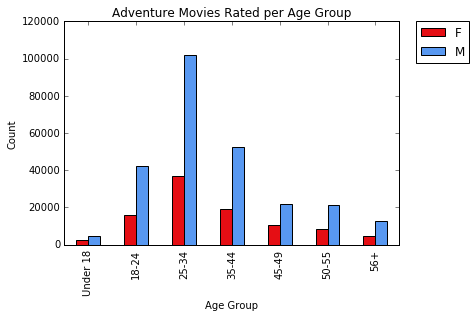 Adventure Movies Rated per Age Group
F
M
120000
100000
80000
60000
40000
20000
0
Count
Under 18
18-24
25-34
35-44
45-49
50-55
56+
Age Group